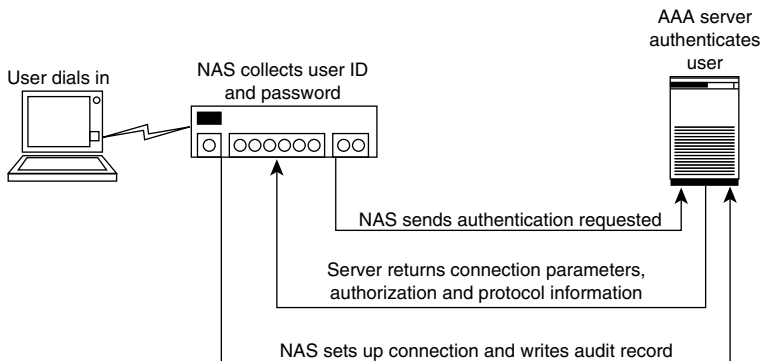 User dials in
NAS collects user ID
and password
AAA server
authenticates
user
NAS sends authentication requested
Server returns connection parameters,
authorization and protocol information
NAS sets up connection and writes audit record